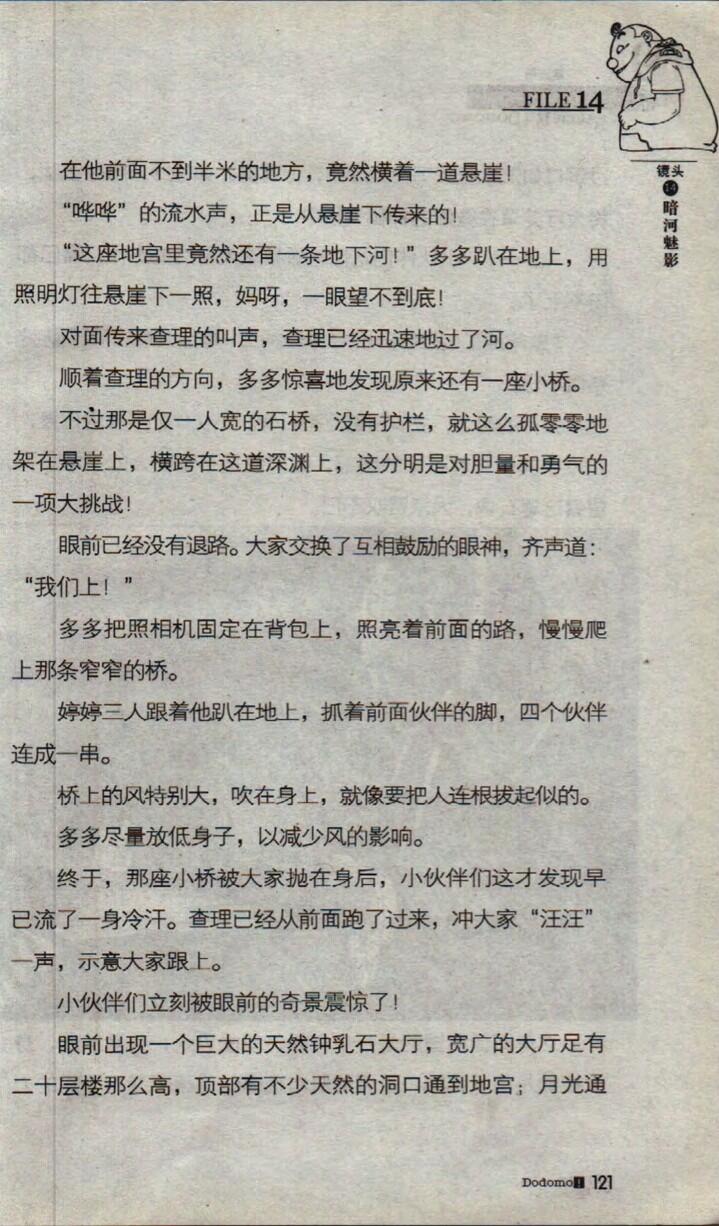 FILE 14
镜头
14
暗河魅影
在他前面不到半米的地方，竟然横着一道悬崖！
“哗哗”的流水声，正是从悬崖下传来的！
“这座地宫里竟然还有一条地下河！”多多趴在地上，用
照明灯往悬崖下一照，妈呀，一眼望不到底！
对面传来查理的叫声，查理已经迅速地过了河。
顺着查理的方向，多多惊喜地发现原来还有一座小桥。
不过那是仅一人宽的石桥，没有护栏，就这么孤零零地
架在悬崖上，横跨在这道深渊上，这分明是对胆量和勇气的
一项大挑战！
眼前已经没有退路。大家交换了互相鼓励的眼神，齐声道：
“我们上！”
多多把照相机固定在背包上，照亮着前面的路，慢慢爬
上那条窄窄的桥。
婷婷三人跟着他趴在地上，抓着前面伙伴的脚，四个伙伴
连成一串。
桥上的风特别大，吹在身上，就像要把人连根拔起似的。
多多尽量放低身子，以减少风的影响。
终于，那座小桥被大家抛在身后，小伙伴们这才发现早
已流了一身冷汗。查理已经从前面跑了过来，冲大家“汪汪”
一声，示意大家跟上。
小伙伴们立刻被眼前的奇景震惊了！
眼前出现一个巨大的天然钟乳石大厅，宽广的大厅足有
二十层楼那么高，顶部有不少天然的洞口通到地宫；月光通
Dodomo! 121